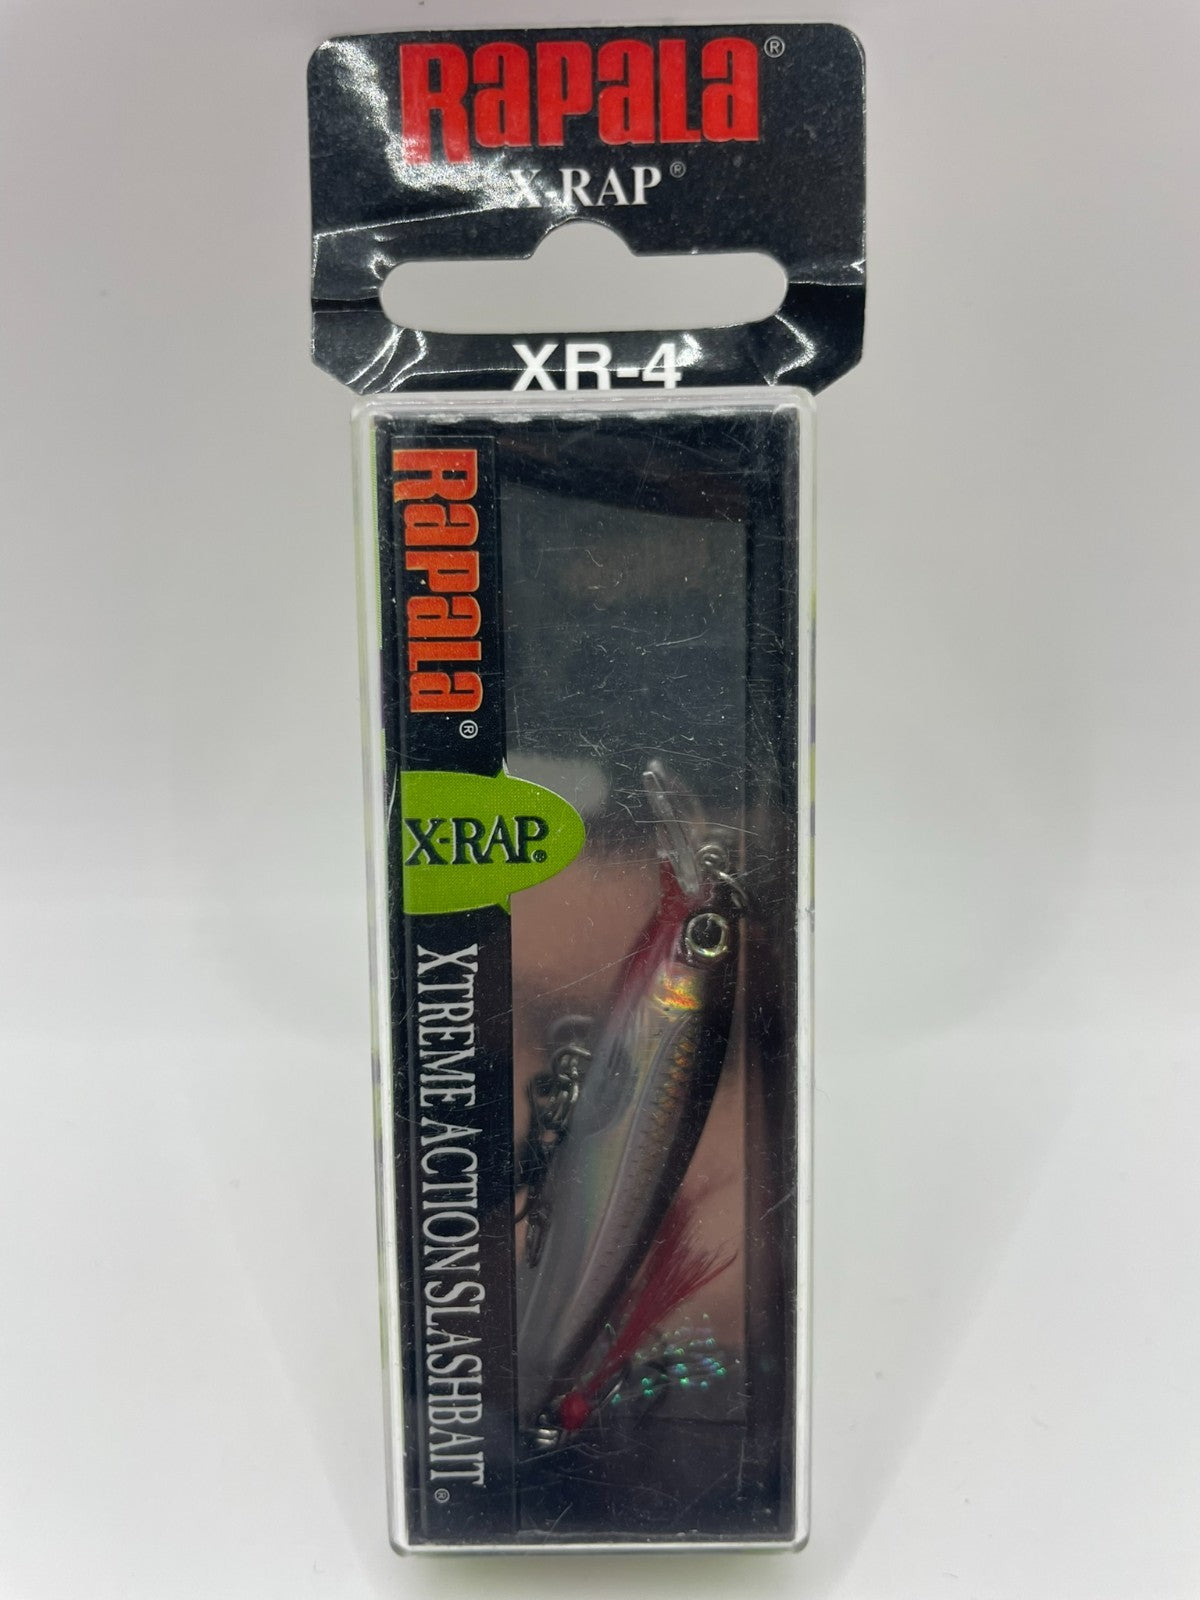 RAPALA®
X-RAP®
XR-4
RAPALA®
X-RAP®
XTREME ACTION SLASHBAIT®